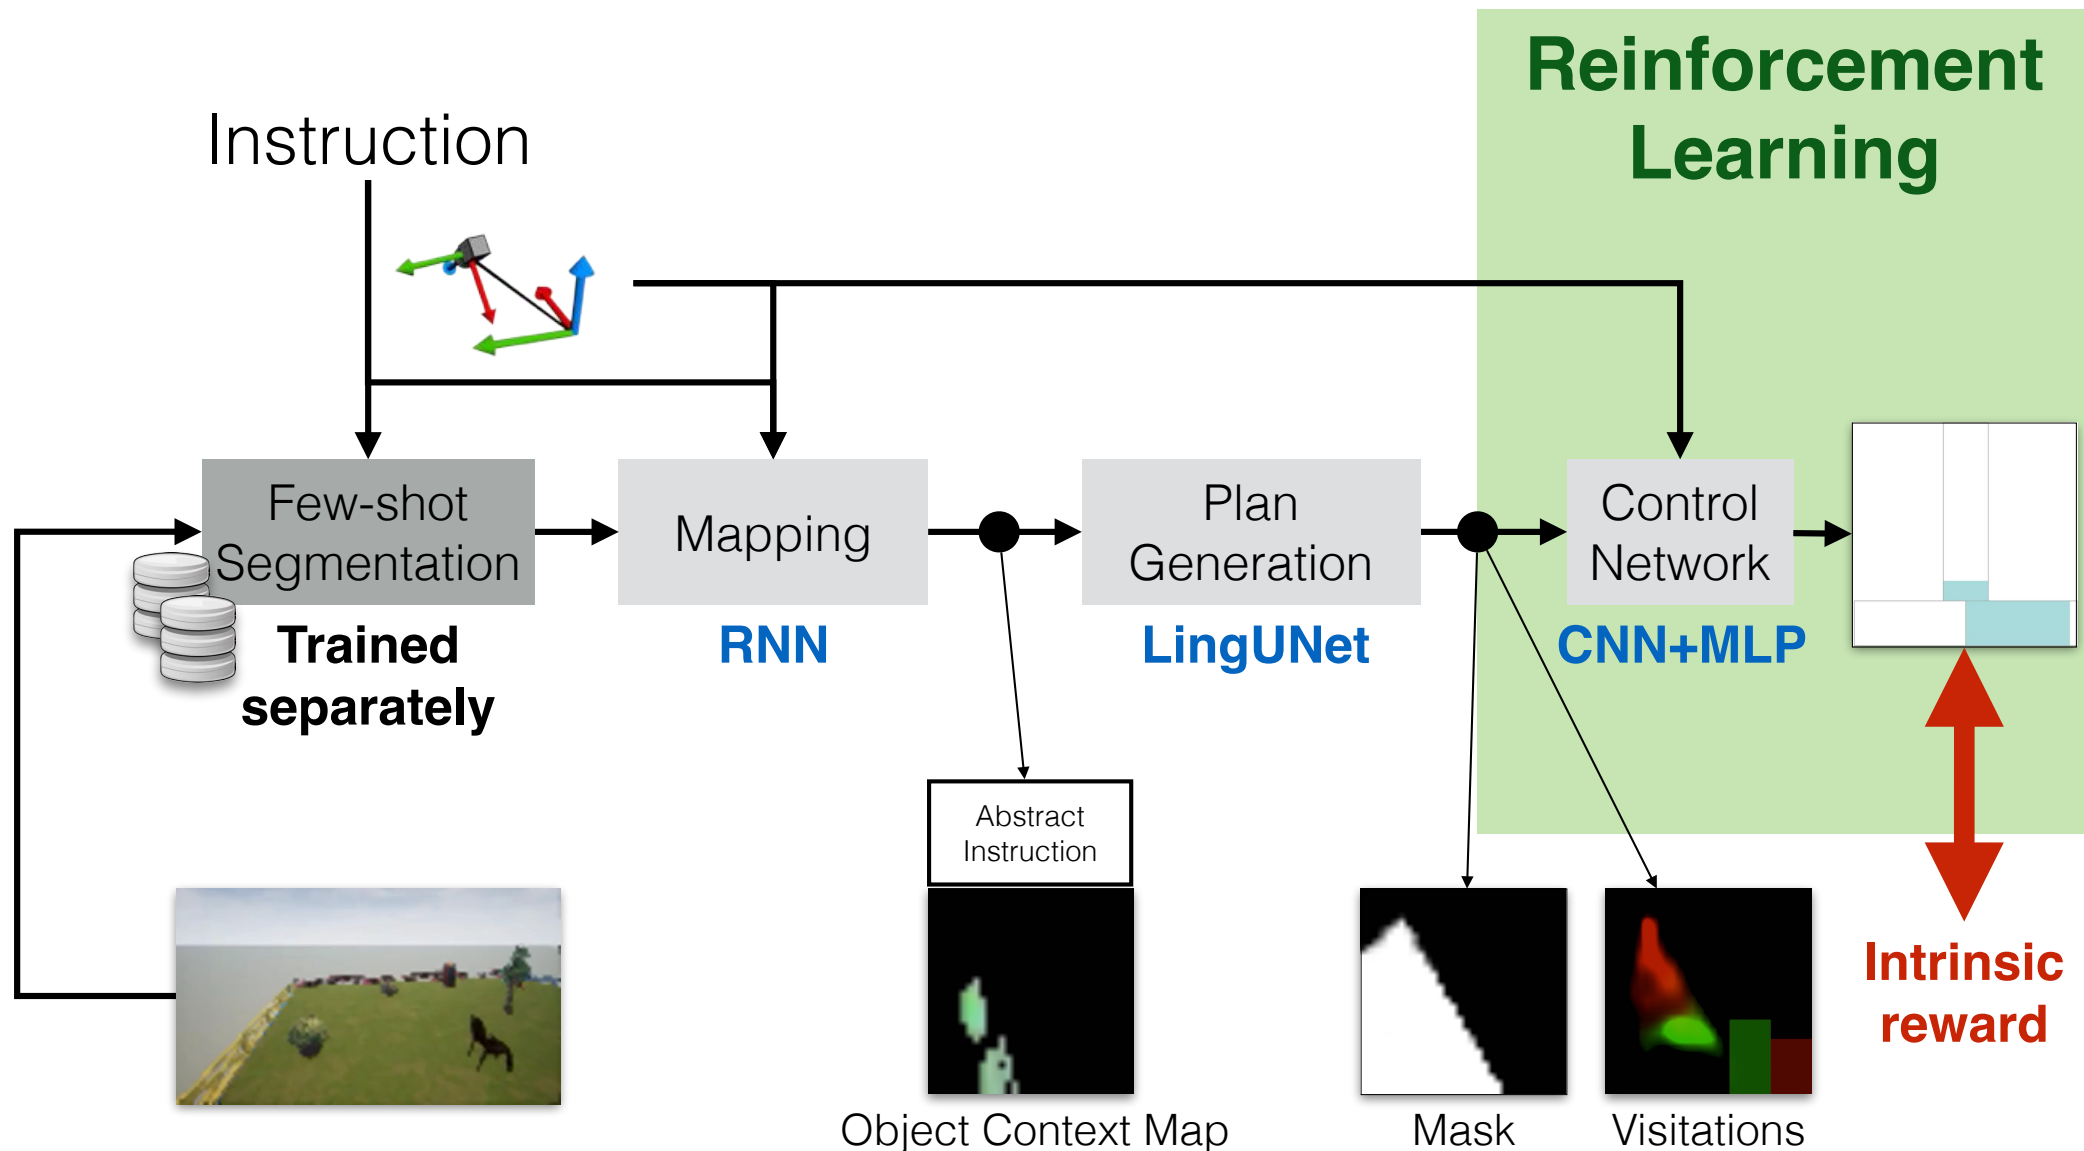 Reinforcement
Learning
Instruction
Few-shot
Segmentation
Mapping
Plan
Generation
Control
Network
Trained
separately
RNN
LingUNet
CNN+MLP
Abstract
Instruction
Intrinsic
reward
Object Context Map
Mask
Visitations